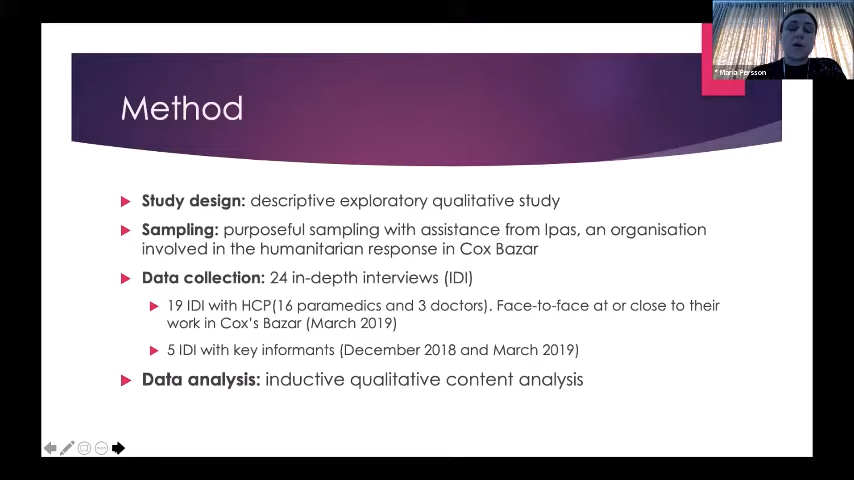 * Maria Persson
Method
Study design: descriptive exploratory qualitative study
Sampling: purposeful sampling with assistance from Ipas, an organisation
involved in the humanitarian response in Cox Bazar
Data collection: 24 in-depth interviews (IDI)
19 IDI with HCP(16 paramedics and 3 doctors). Face-to-face at or close to their
work in Cox's Bazar (March 2019)
5 IDI with key informants (December 2018 and March 2019)
Data analysis: inductive qualitative content analysis